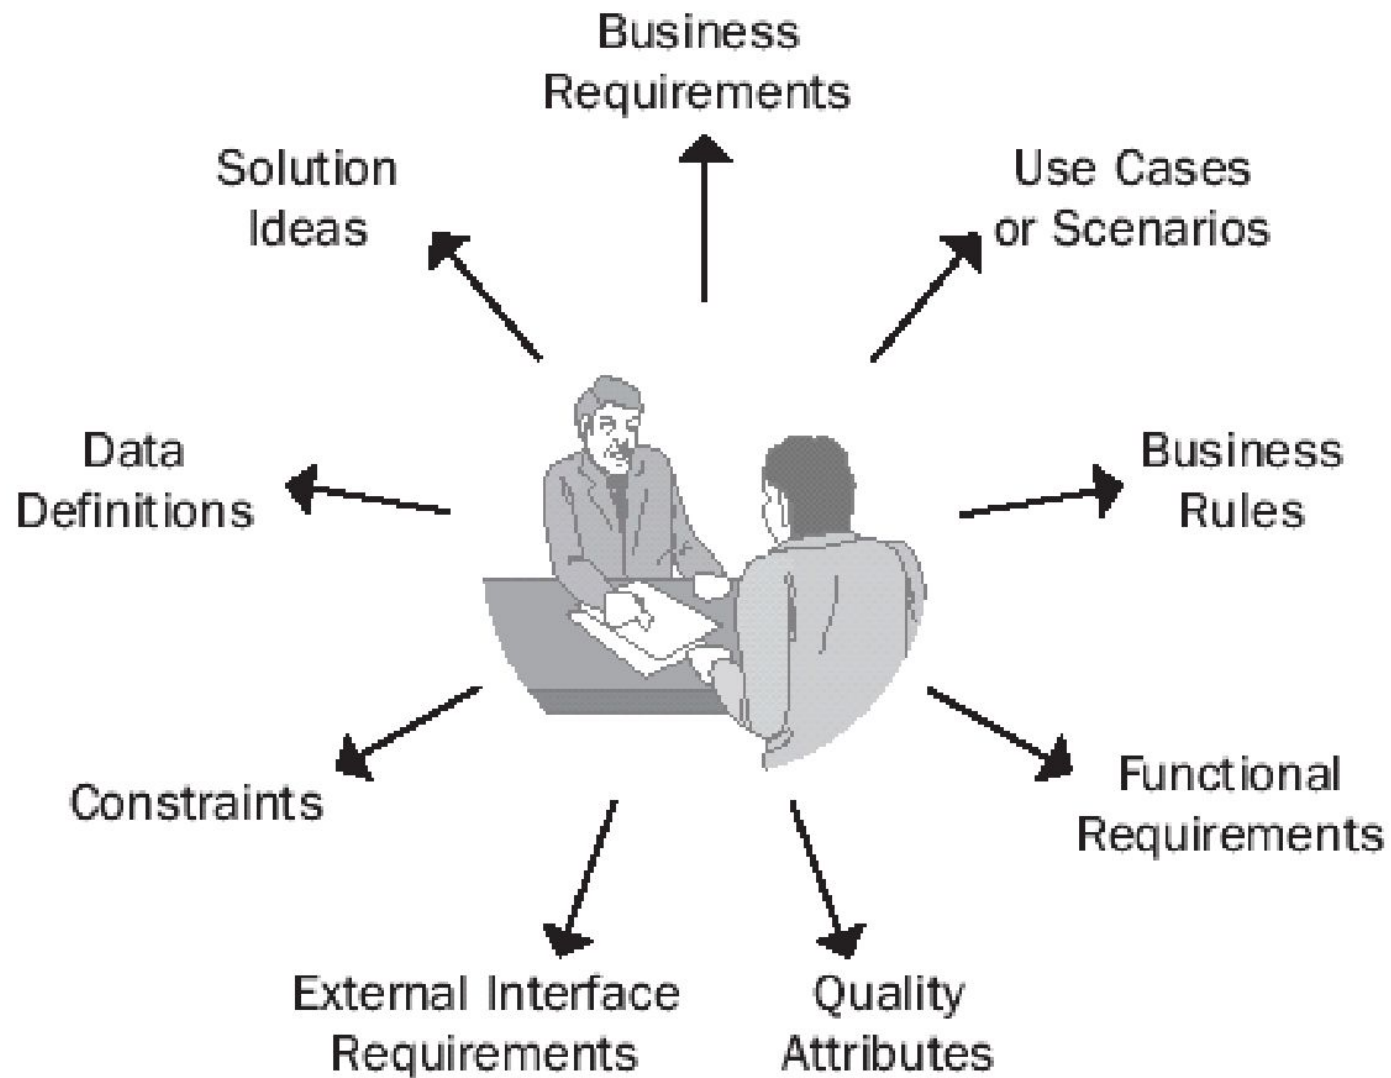 Business
Requirements
Use Cases
or Scenarios
Business
Rules
Functional
Requirements
Quality
Attributes
External Interface
Requirements
Constraints
Data
Definitions
Solution
Ideas